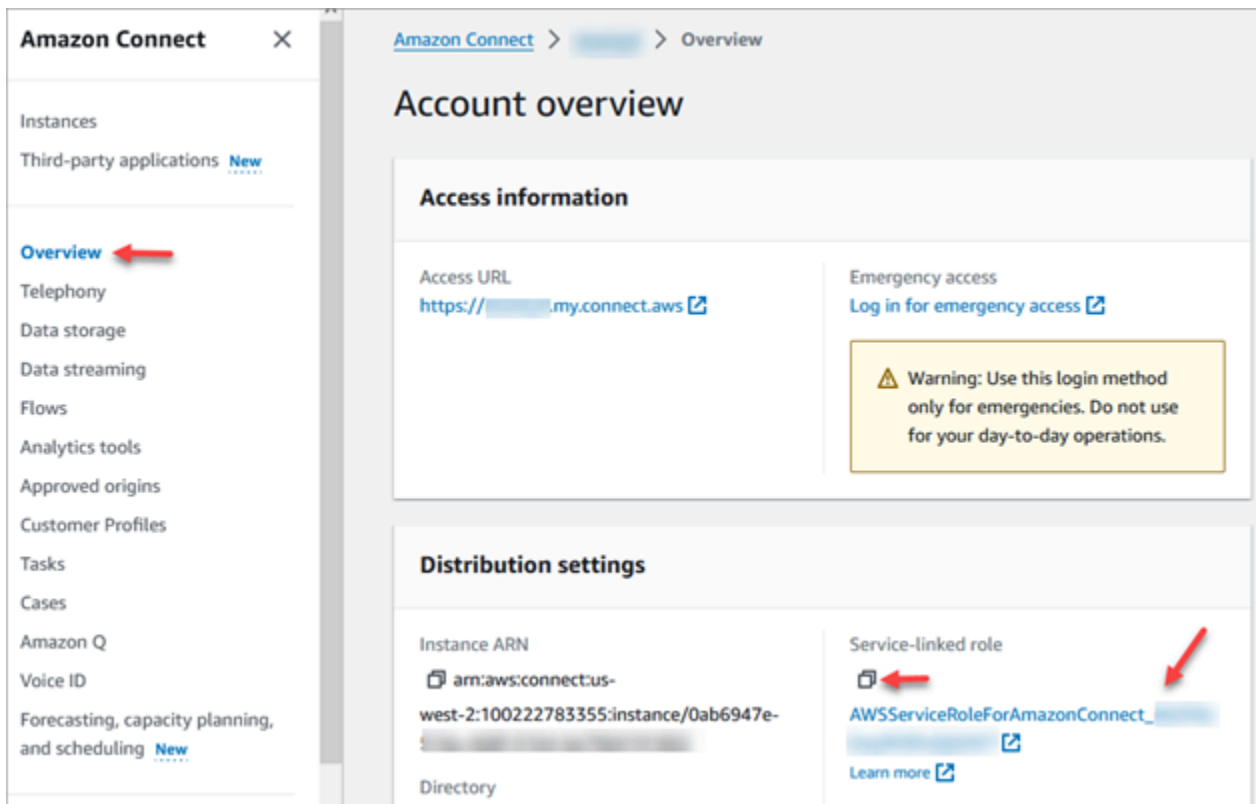 Amazon Connect
Instances
Third-party applications New
Overview
Telephony
Data storage
Data streaming
Flows
Analytics tools
Approved origins
Customer Profiles
Tasks
Cases
Amazon Q
Voice ID
Forecasting, capacity planning,
and scheduling New
Amazon Connect > > Overview
Account overview
Access information
Access URL
https:// .my.connect.aws
Emergency access
Log in for emergency access
Warning: Use this login method
only for emergencies. Do not use
for your day-to-day operations.
Distribution settings
Instance ARN
arn:aws:connect:us-
west-2:100222783355:instance/0ab6947e-
Directory
Service-linked role
AWSServiceRoleForAmazonConnect_
Learn more